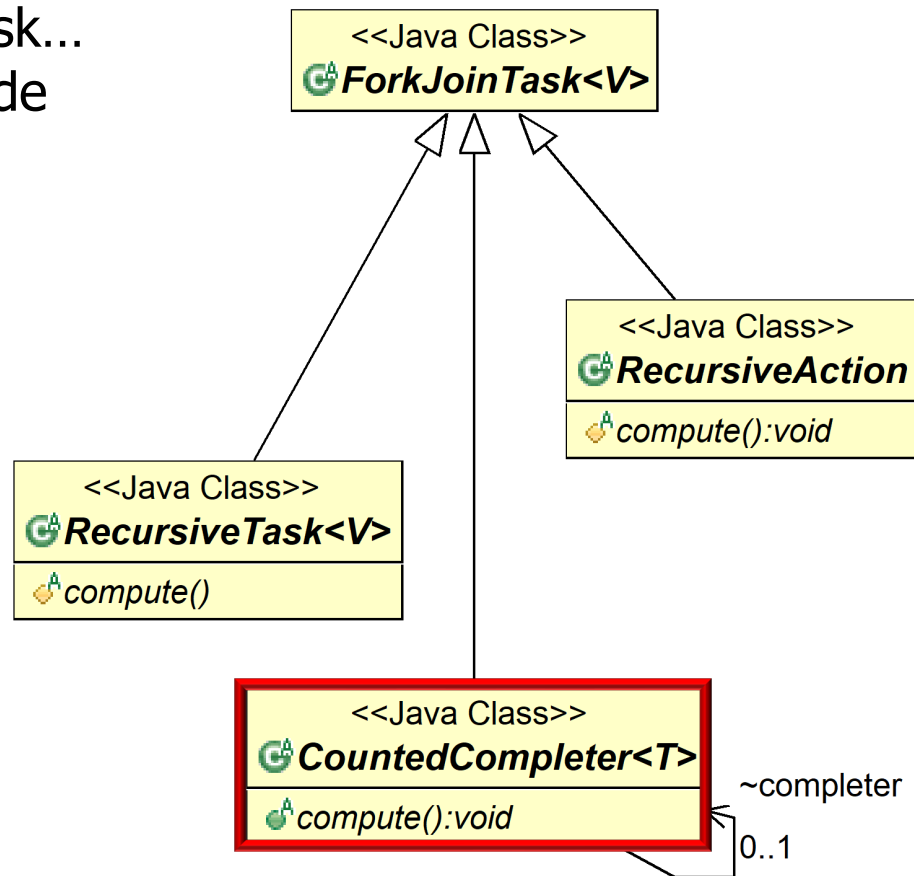 sk...
de
<<Java Class>>
ForkJoinTask<V>
<<Java Class>>
RecursiveAction
compute():void
<<Java Class>>
RecursiveTask<V>
compute()
<<Java Class>>
CountedCompleter<T>
compute():void
~completer
0..1